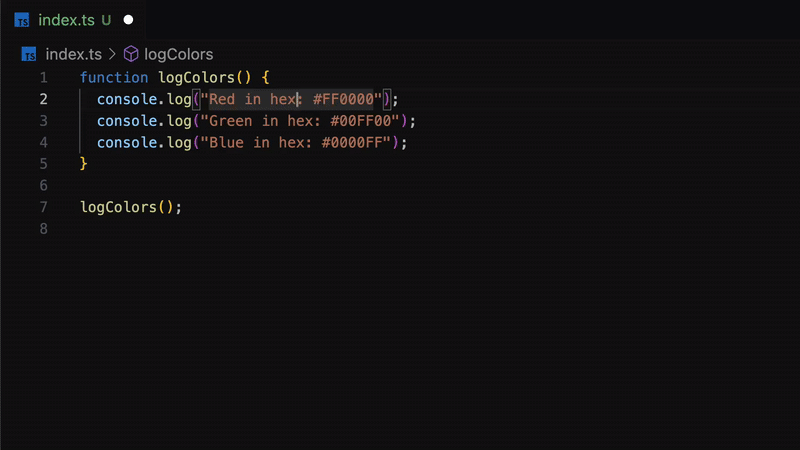 TS index.ts U
TS index.ts > logColors
1 function logColors() {
2 console.log("Red in hex: #FF0000");
3 console.log("Green in hex: #00FF00");
4 console.log("Blue in hex: #0000FF");
5 }
6
7 logColors();
8